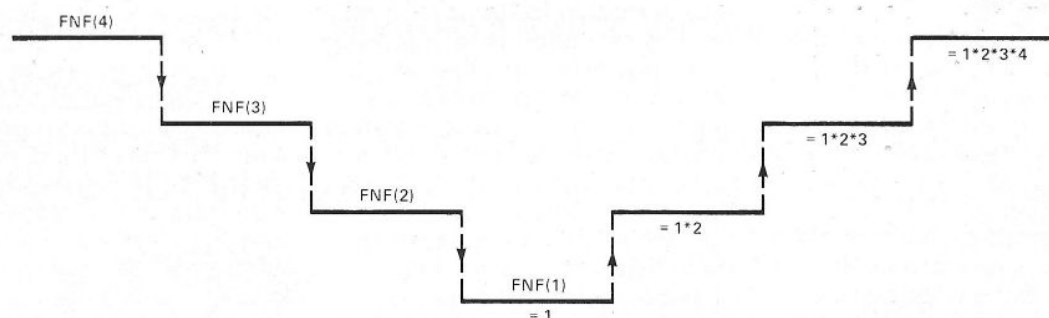 FNF(4)
= 1*2*3*4
FNF(3)
= 1*2*3
FNF(2)
= 1*2
FNF(1)
= 1